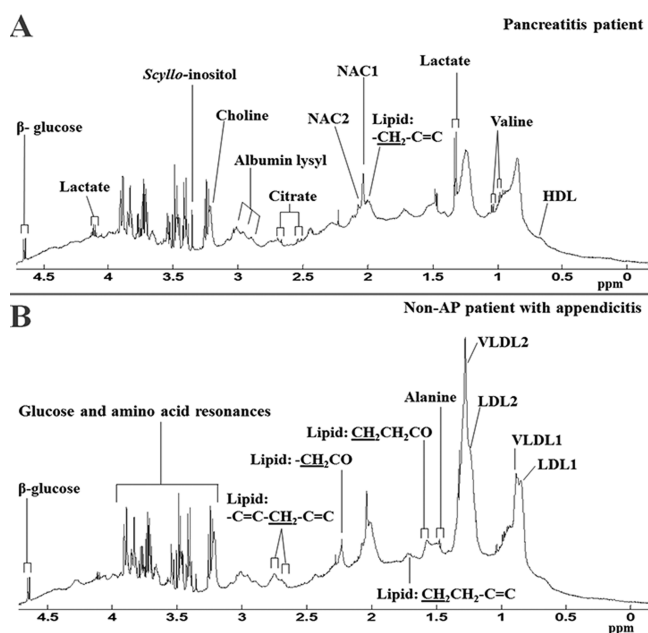 A
Pancreatitis patient
Scyllo-inositol
NAC1
Lactate
β- glucose
Choline
NAC2
Lipid:
-CH2-C=C
Valine
Lactate
Albumin lysyl
Citrate
HDL
4.5 4 3.5 3 2.5 2 1.5 1 0.5 0
ppm
B
Non-AP patient with appendicitis
VLDL2
Glucose and amino acid resonances
Alanine
LDL2
Lipid: CH2CH2CO
VLDL1
Lipid: -CH2CO
LDL1
β-glucose
Lipid:
-C=C-CH2-C=C
Lipid: CH2CH2-C=C
4.5 4 3.5 3 2.5 2 1.5 1 0.5 0
ppm